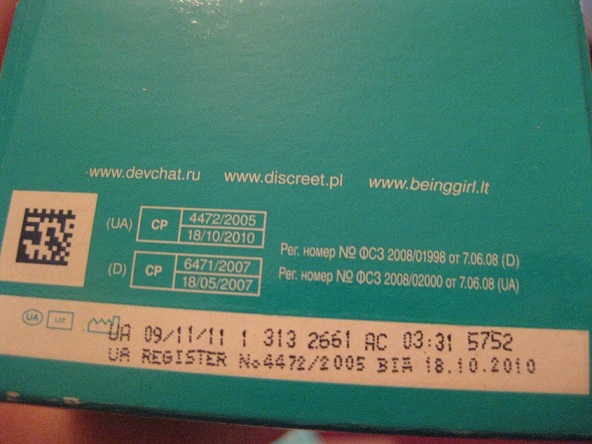 www.devchat.ru www.discreet.pl www.beinggirl.lt
(UA) CP 4472/2005
18/10/2010
(D) CP 6471/2007
18/05/2007
Рег. номер № ФСЗ 2008/01998 от 7.06.08 (D)
Рег. номер № ФСЗ 2008/02000 от 7.06.08 (UA)
UA LOT
UA 09/11/11 1 313 2661 AC 03:31 5752
UA REGISTER No4472/2005 ВІД 18.10.2010